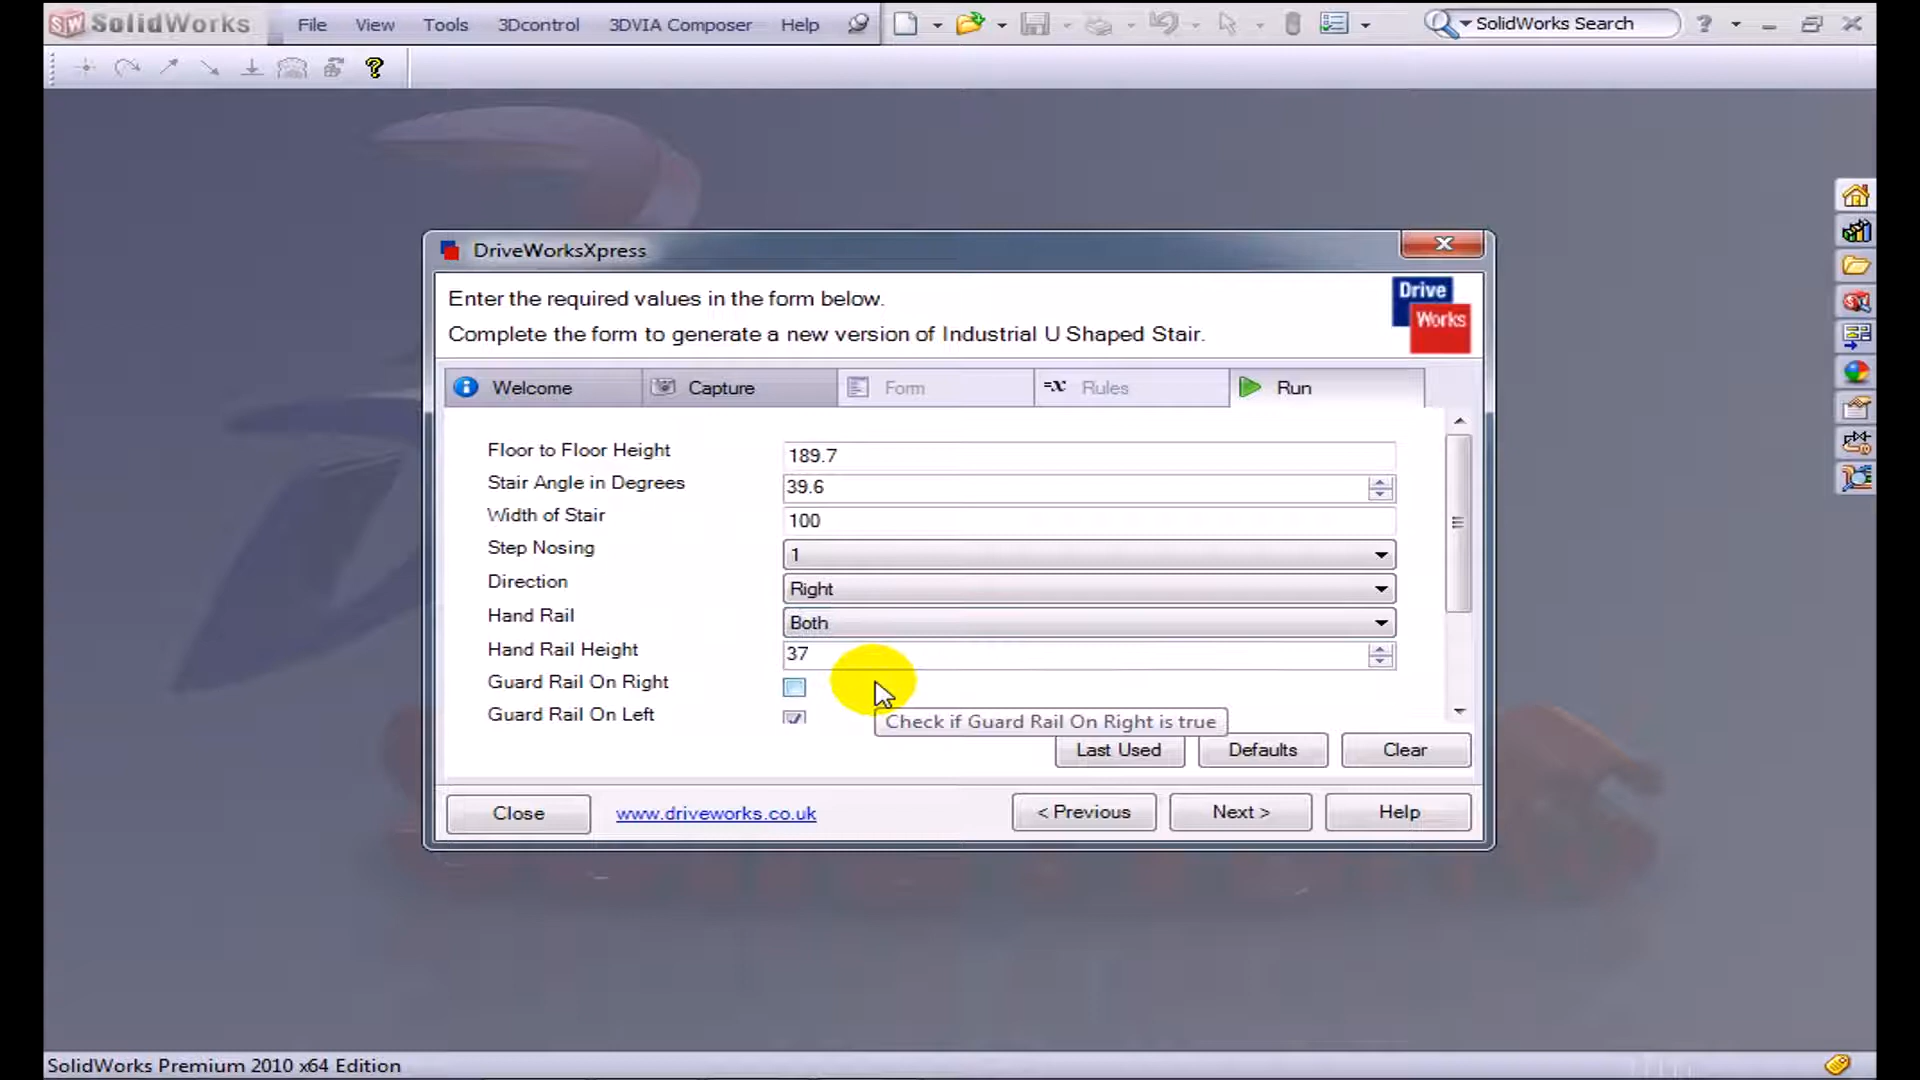 SW SolidWorks File View Tools 3Dcontrol 3DVIA Composer Help SolidWorks Search ?
?
DriveWorksXpress
Enter the required values in the form below.
Complete the form to generate a new version of Industrial U Shaped Stair.
Drive
Works
Welcome Capture Form =x Rules Run
Floor to Floor Height 189.7
Stair Angle in Degrees 39.6
Width of Stair 100
Step Nosing 1
Direction Right
Hand Rail Both
Hand Rail Height 37
Guard Rail On Right
Guard Rail On Left
Check if Guard Rail On Right is true
Last Used Defaults Clear
Close www.driveworks.co.uk < Previous Next > Help
SolidWorks Premium 2010 x64 Edition